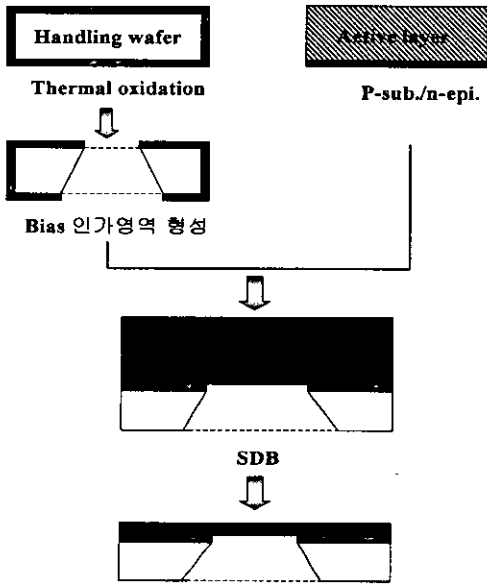 Handling wafer
Active layer
Thermal oxidation
P-sub./n-epi.
Bias 인가영역 형성
SDB